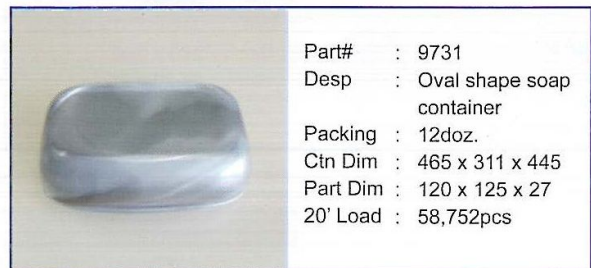 Part# : 9731
Desp : Oval shape soap
container
Packing : 12doz.
Ctn Dim : 465 x 311 x 445
Part Dim : 120 x 125 x 27
20' Load : 58,752pcs